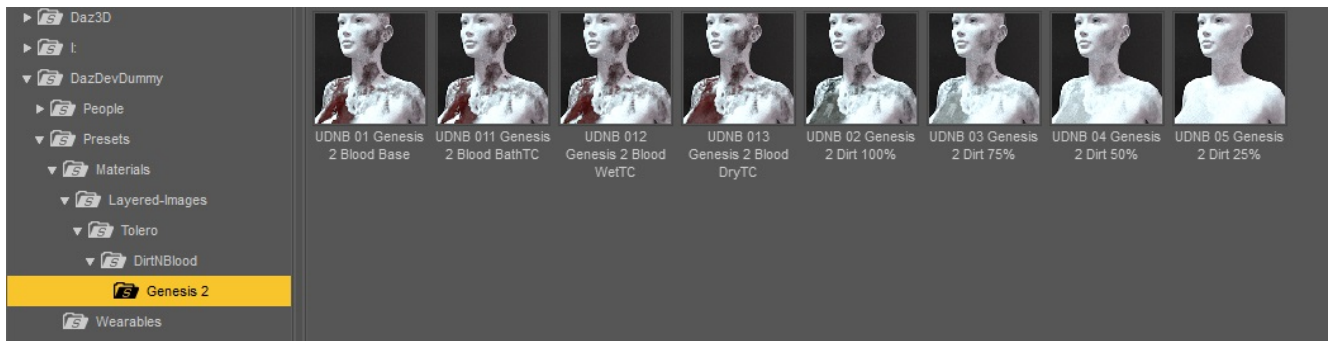 Daz3D
I:
DazDevDummy
People
Presets
Materials
Layered-Images
Tolero
DirtNBlood
Genesis 2
Wearables
UDNB 01 Genesis
2 Blood Base
UDNB 011 Genesis
2 Blood BathTC
UDNB 012
Genesis 2 Blood
WetTC
UDNB 013
Genesis 2 Blood
DryTC
UDNB 02 Genesis
2 Dirt 100%
UDNB 03 Genesis
2 Dirt 75%
UDNB 04 Genesis
2 Dirt 50%
UDNB 05 Genesis
2 Dirt 25%